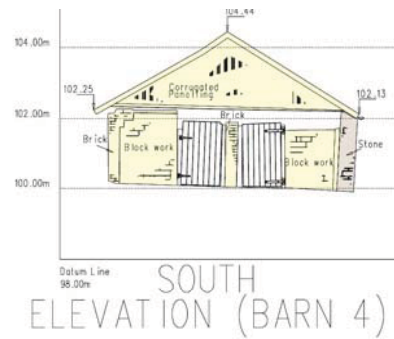 104.44
104.00m
Corrugated
Panelling
102.25
102.13
102.00m
Brick
Brick
Block work
Block work
Stone
100.00m
Datum Line
98.00m
SOUTH
ELEVATION (BARN 4)